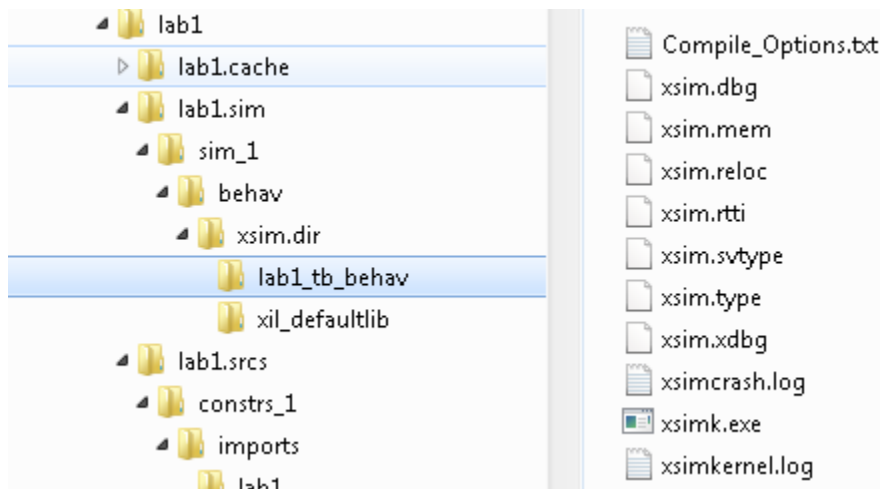 lab1
lab1.cache
lab1.sim
sim_1
behav
xsim.dir
lab1_tb_behav
xil_defaultlib
lab1.srcs
constrs_1
imports
lab1
Compile_Options.txt
xsim.dbg
xsim.mem
xsim.reloc
xsim.rtti
xsim.svtype
xsim.type
xsim.xdbg
xsimcrash.log
xsimk.exe
xsimkernel.log